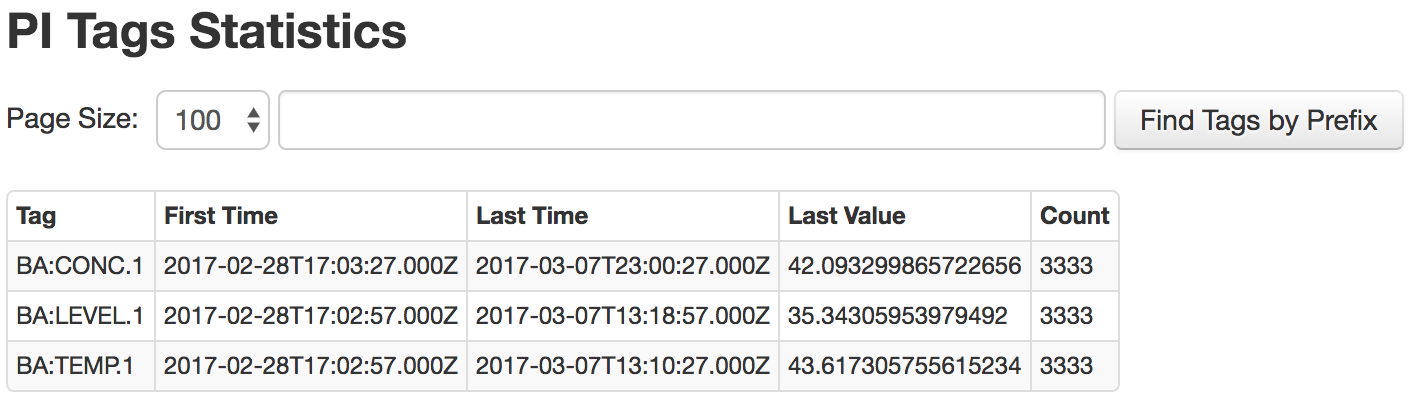 PI Tags Statistics
Page Size: 100 Find Tags by Prefix
Tag First Time Last Time Last Value Count
BA:CONC.1 2017-02-28T17:03:27.000Z 2017-03-07T23:00:27.000Z 42.093299865722656 3333
BA:LEVEL.1 2017-02-28T17:02:57.000Z 2017-03-07T13:18:57.000Z 35.34305953979492 3333
BA:TEMP.1 2017-02-28T17:02:57.000Z 2017-03-07T13:10:27.000Z 43.617305755615234 3333